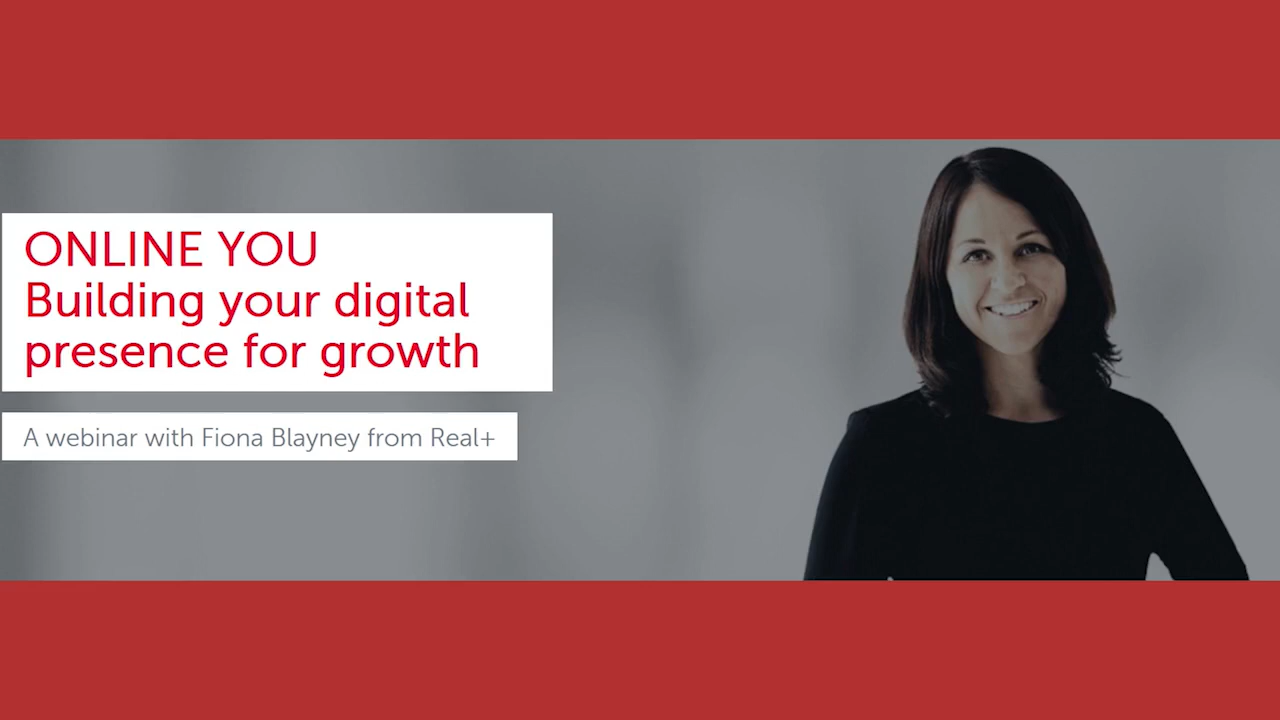 ONLINE YOU
Building your digital
presence for growth
A webinar with Fiona Blayney from Real+